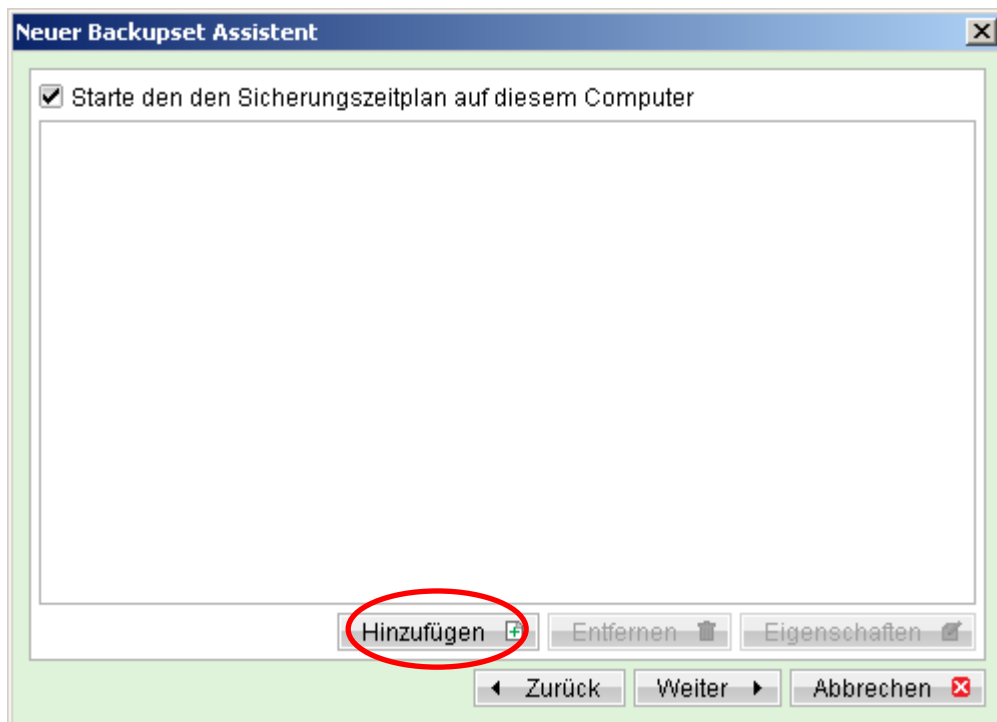 Neuer Backupset Assistent
Starte den den Sicherungszeitplan auf diesem Computer
Hinzufügen Entfernen Eigenschaften
Zurück Weiter Abbrechen